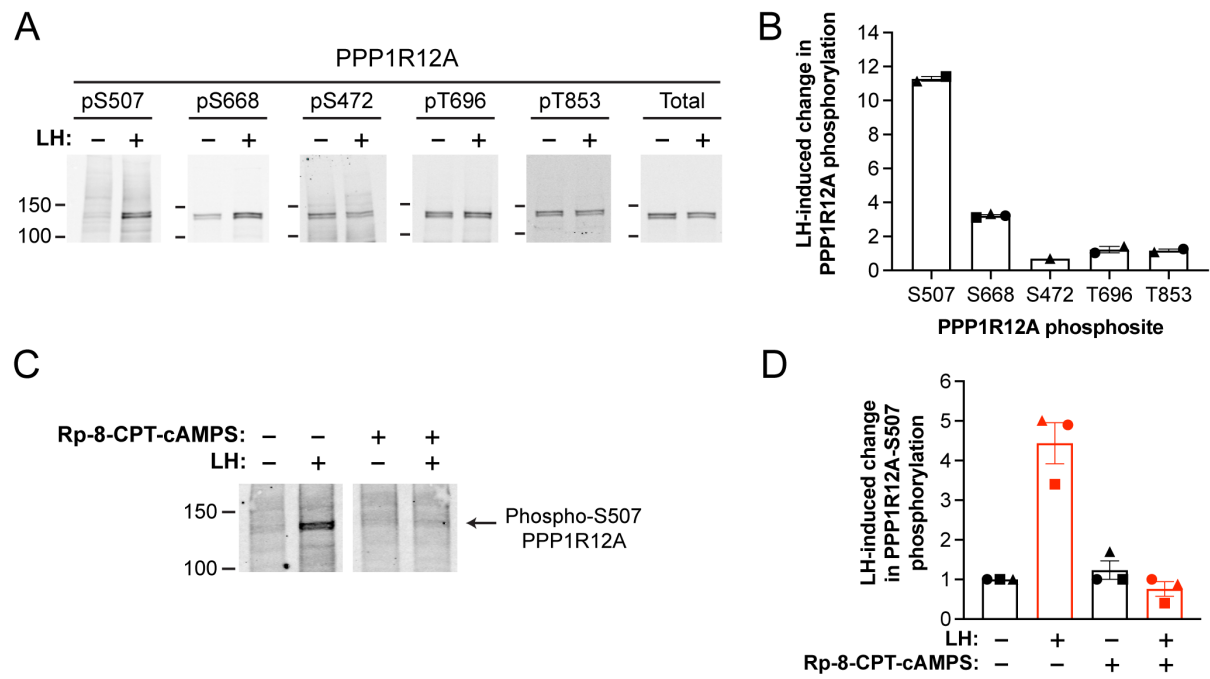 A
PPP1R12A
pS507 pS668 pS472 pT696 pT853 Total
LH: – + – + – + – + – + – +
150
100
B
LH-induced change in
PPP1R12A phosphorylation
14
12
10
8
6
4
2
0
S507 S668 S472 T696 T853
PPP1R12A phosphosite
C
Rp-8-CPT-cAMPS: – – + +
LH: – + – +
150
100
Phospho-S507
PPP1R12A
D
LH-induced change
in PPP1R12A-S507
phosphorylation
6
5
4
3
2
1
0
LH: – + – +
Rp-8-CPT-cAMPS: – – + +